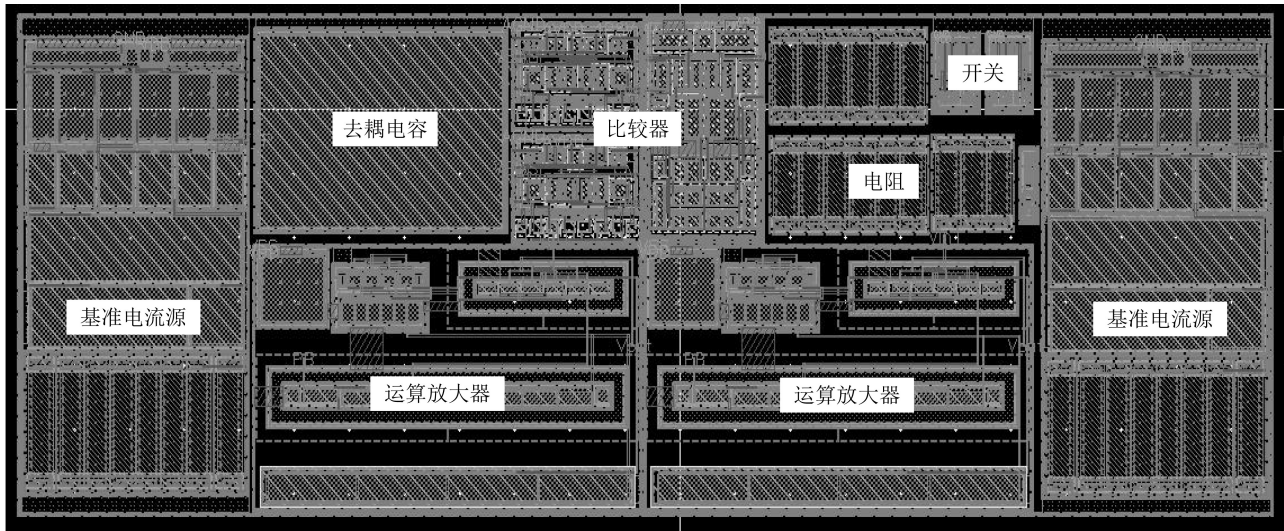 开关
去耦电容
比较器
电阻
基准电流源
基准电流源
运算放大器
运算放大器